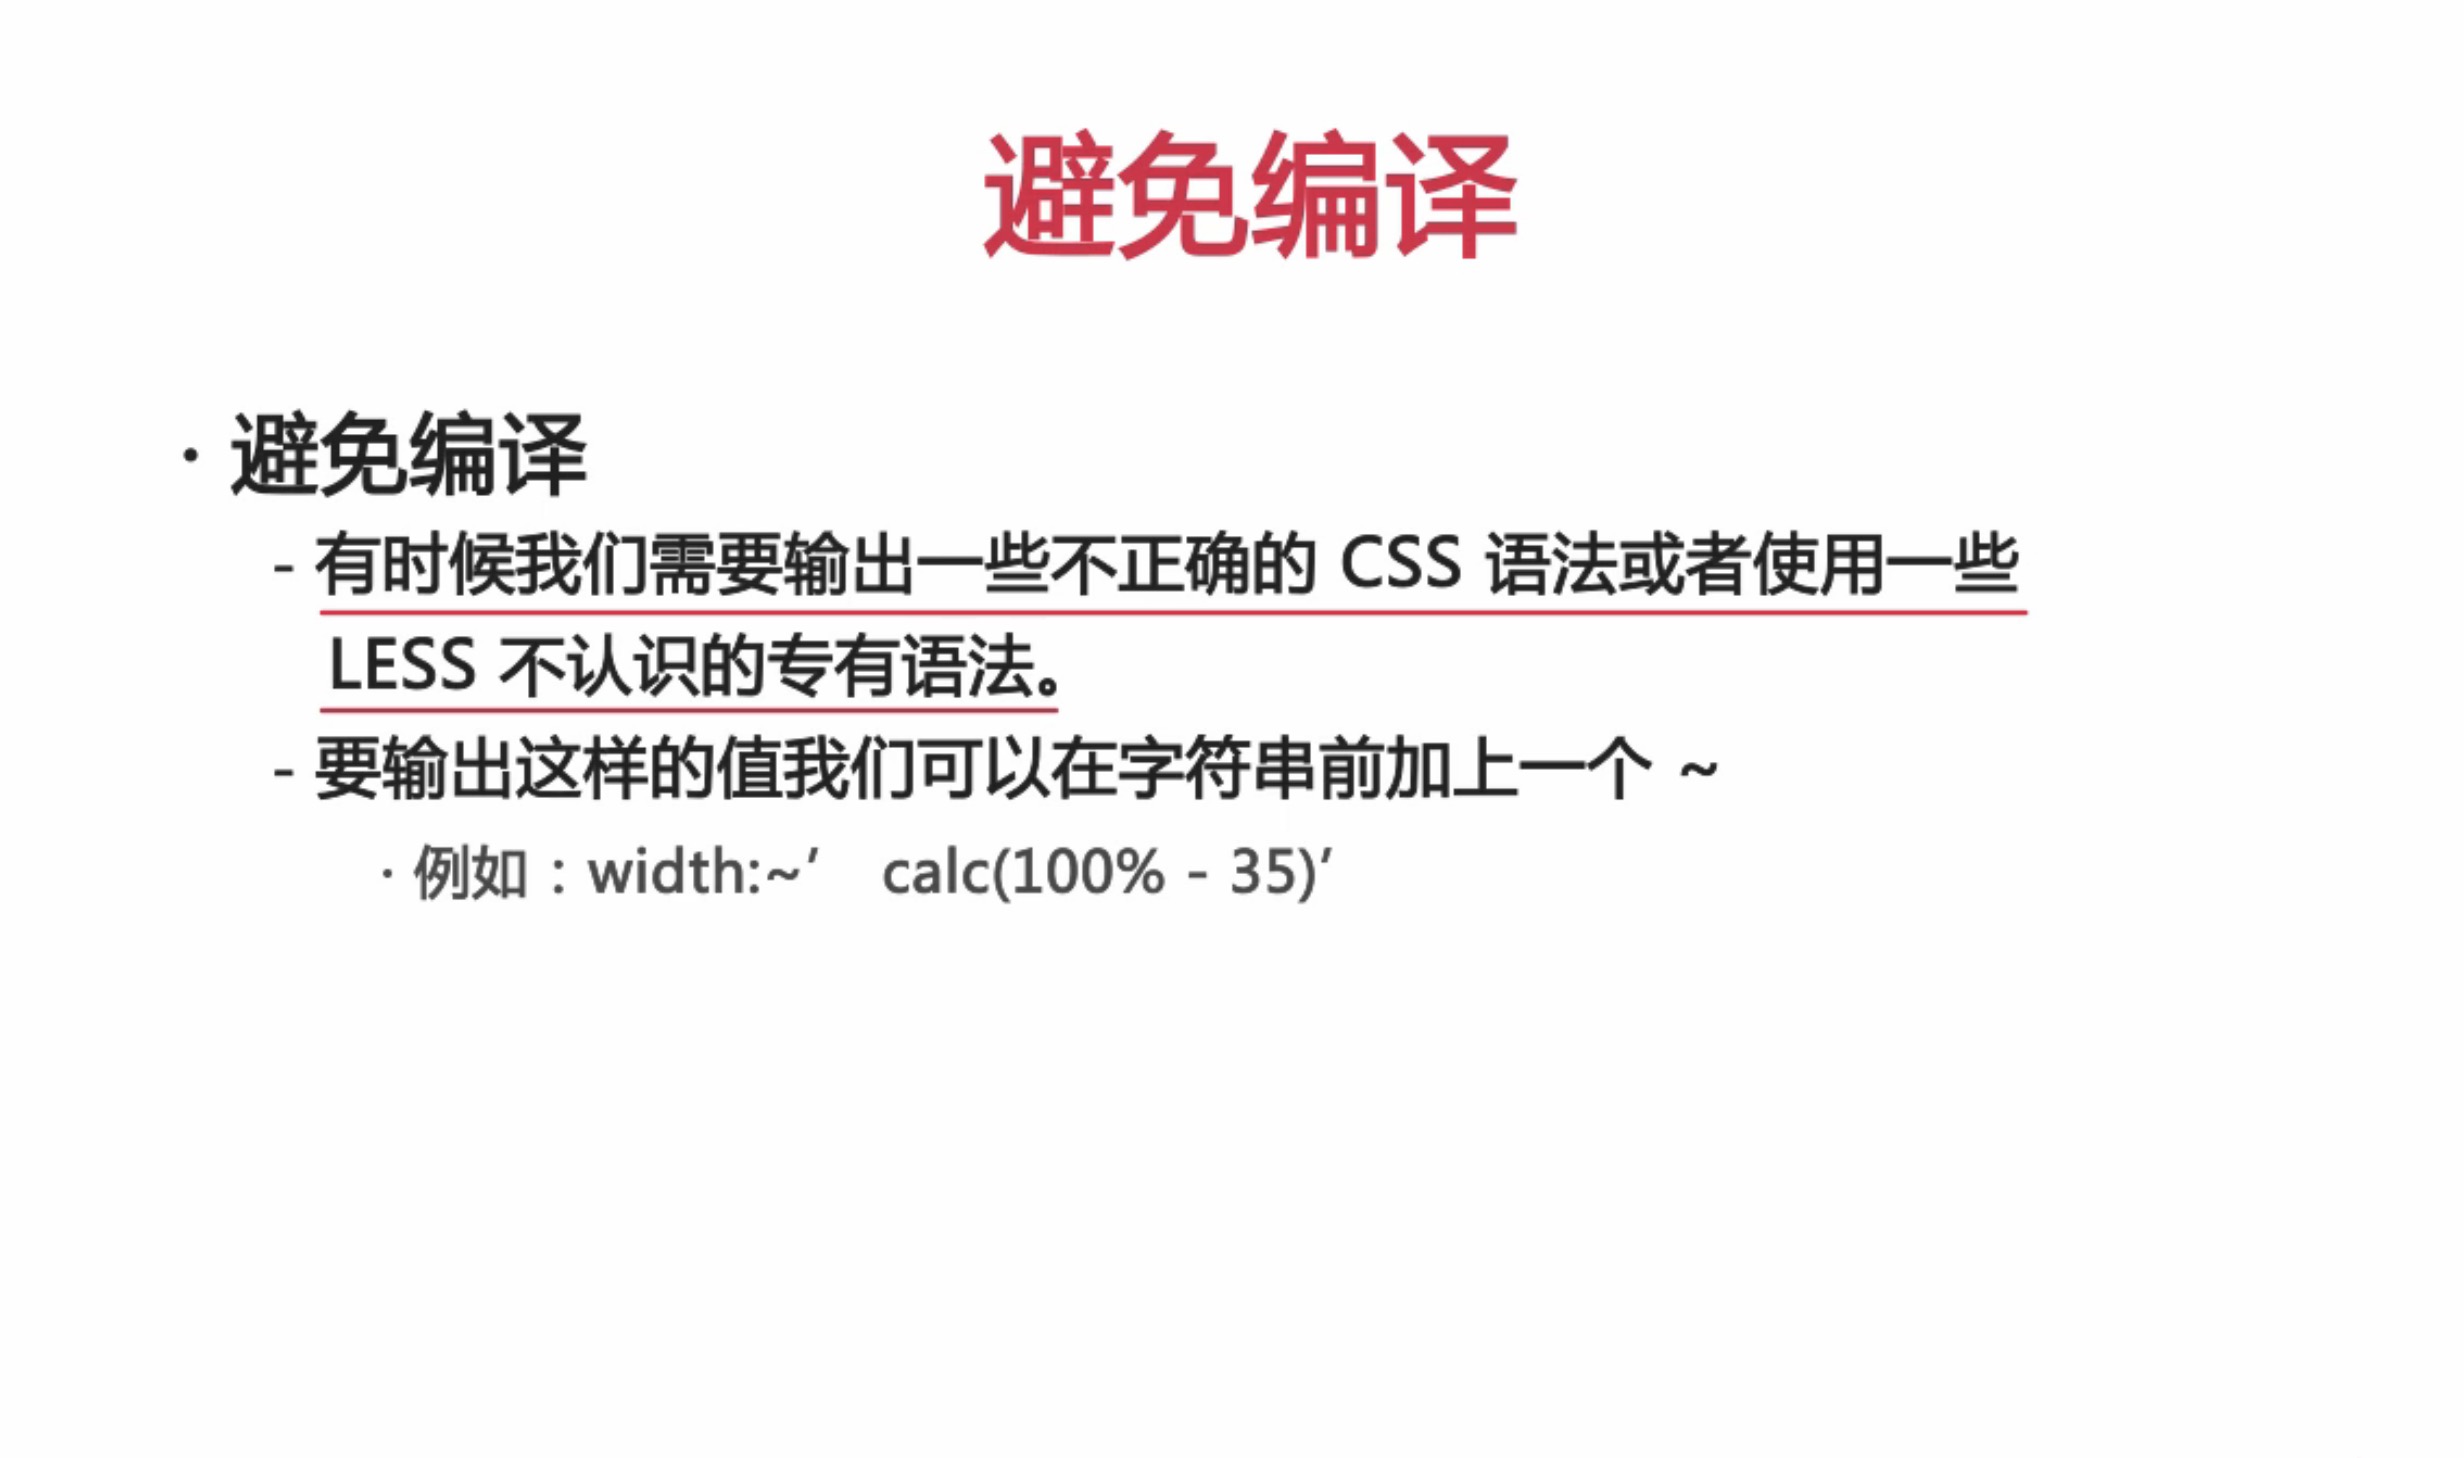 避免编译
· 避免编译
- 有时候我们需要输出一些不正确的 CSS 语法或者使用一些
LESS 不认识的专有语法。
- 要输出这样的值我们可以在字符串前加上一个 ~
· 例如：width:~’ calc(100% - 35)’